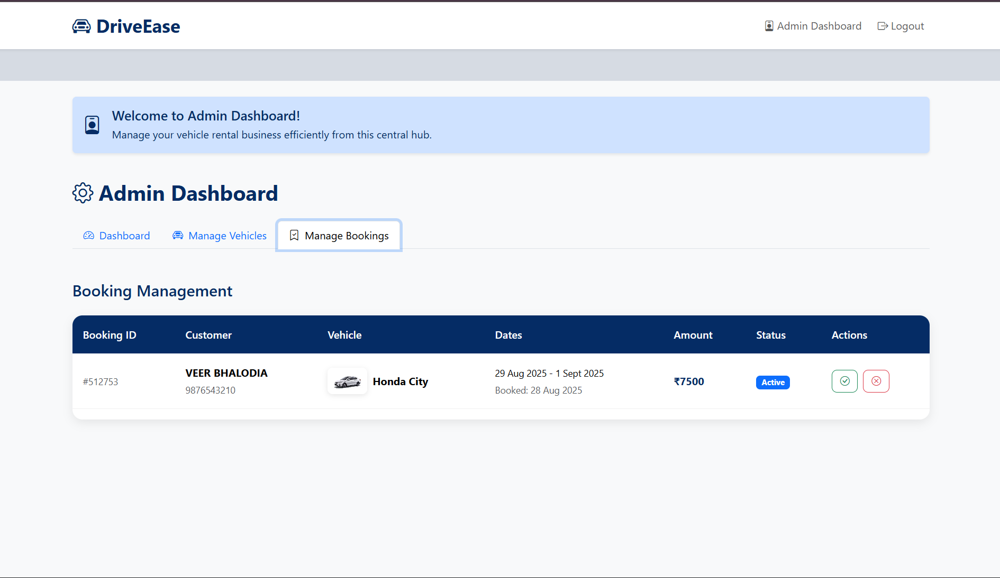 DriveEase
Admin Dashboard
Logout
Welcome to Admin Dashboard!
Manage your vehicle rental business efficiently from this central hub.
Admin Dashboard
Dashboard
Manage Vehicles
Manage Bookings
Booking Management
Booking ID Customer Vehicle Dates Amount Status Actions
#512753
VEER BHALODIA
9876543210
Honda City
29 Aug 2025 - 1 Sept 2025
Booked: 28 Aug 2025
₹7500
Active